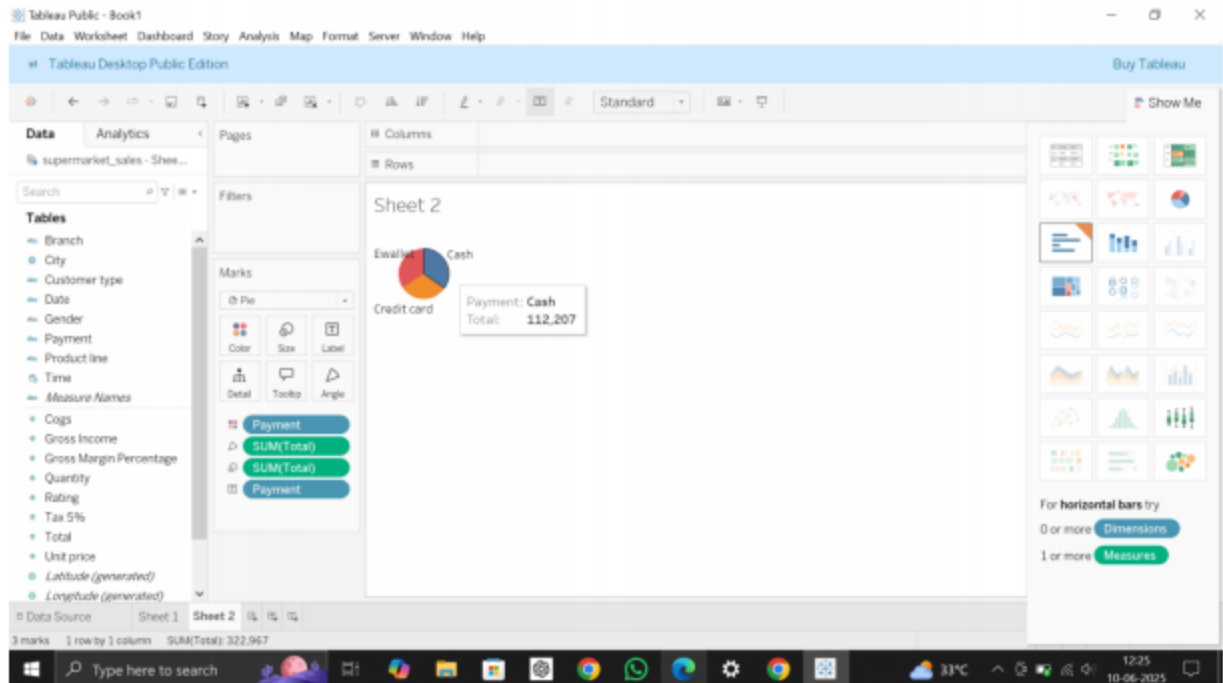 Tableau Public - Book1
File Data Worksheet Dashboard Story Analysis Map Format Server Window Help
Tableau Desktop Public Edition
Buy Tableau
Standard
Show Me
Data Analytics
supermarket_sales - Shee...
Search
Tables
Branch
City
Customer type
Date
Gender
Payment
Product line
Time
Measure Names
Cogs
Gross Income
Gross Margin Percentage
Quantity
Rating
Tax 5%
Total
Unit price
Latitude (generated)
Longitude (generated)
Pages
Filters
Marks
Pie
Color Size Label
Detail Tooltip Angle
Payment
SUM(Total)
SUM(Total)
Payment
Columns
Rows
Sheet 2
Ewallet Cash
Credit card
Payment: Cash
Total: 112,207
For horizontal bars try
0 or more Dimensions
1 or more Measures
Data Source Sheet 1 Sheet 2
3 marks 1 row by 1 column SUM(Total): 322,967
Type here to search
33°C
12:25
10-06-2025